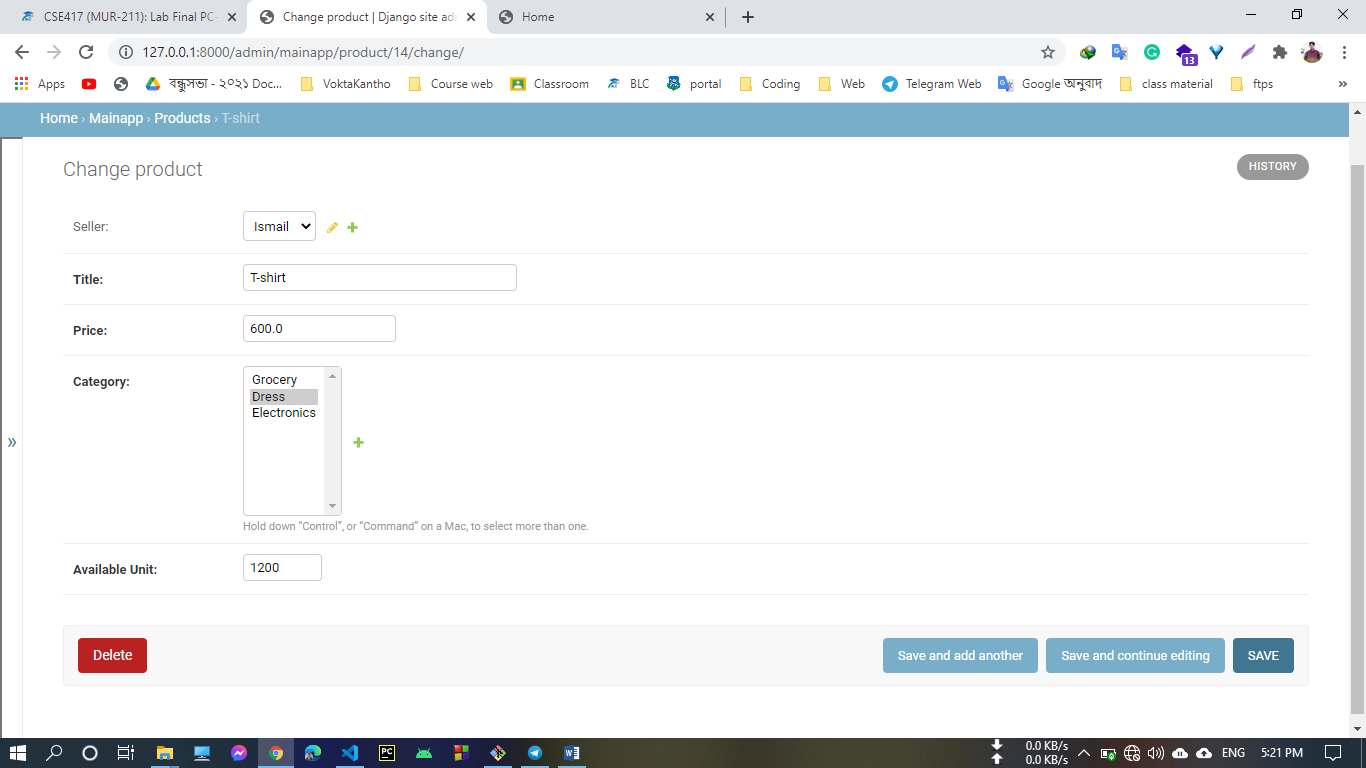 CSE417 (MUR-211): Lab Final PC-
Change product | Django site adr
Home
127.0.0.1:8000/admin/mainapp/product/14/change/
13
Apps
বন্ধুসভা - ২০২১ Doc...
VoktaKantho
Course web
Classroom
BLC
portal
Coding
Web
Telegram Web
Google অনুবাদ
class material
ftps
»
Home › Mainapp › Products › T-shirt
Change product
HISTORY
Seller:
Ismail
Title:
T-shirt
Price:
600.0
Category:
Grocery
Dress
Electronics
»
Hold down “Control”, or “Command” on a Mac, to select more than one.
Available Unit:
1200
Delete
Save and add another
Save and continue editing
SAVE
PC
0.0 KB/s
0.0 KB/s
ENG
5:21 PM